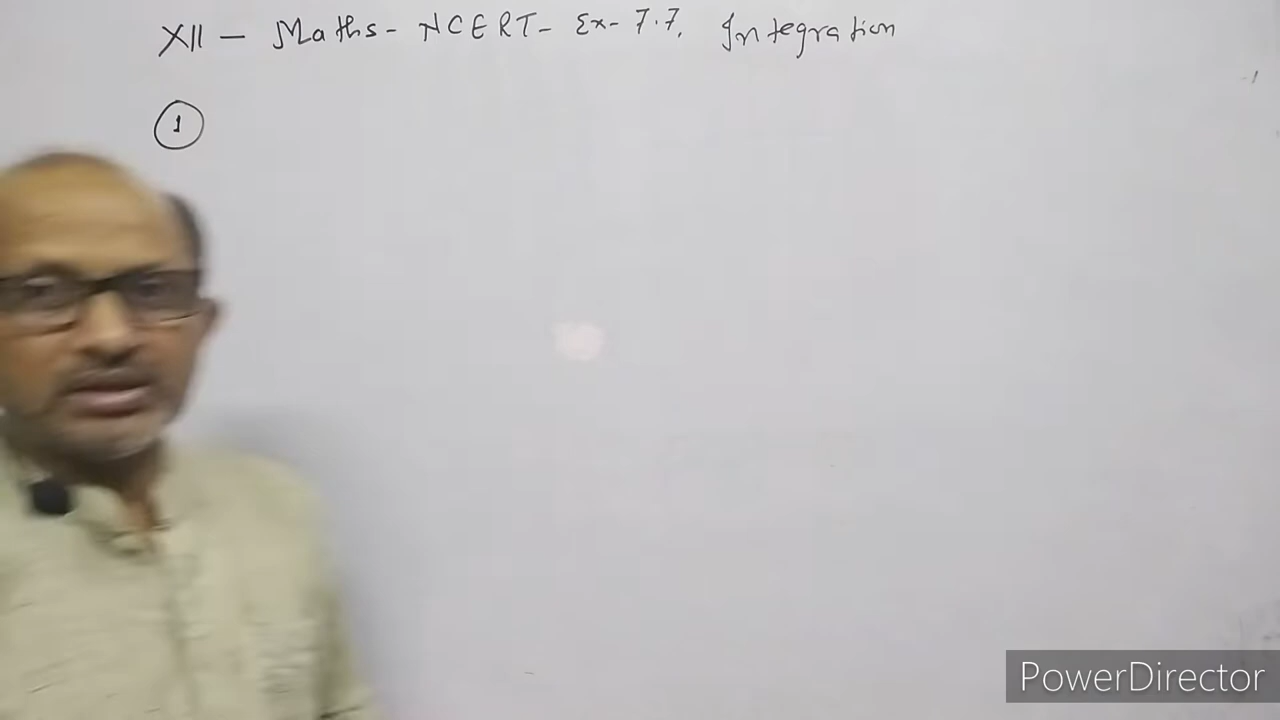 XII - Maths - NCERT - Ex- 7.7. Integration
1
PowerDirector